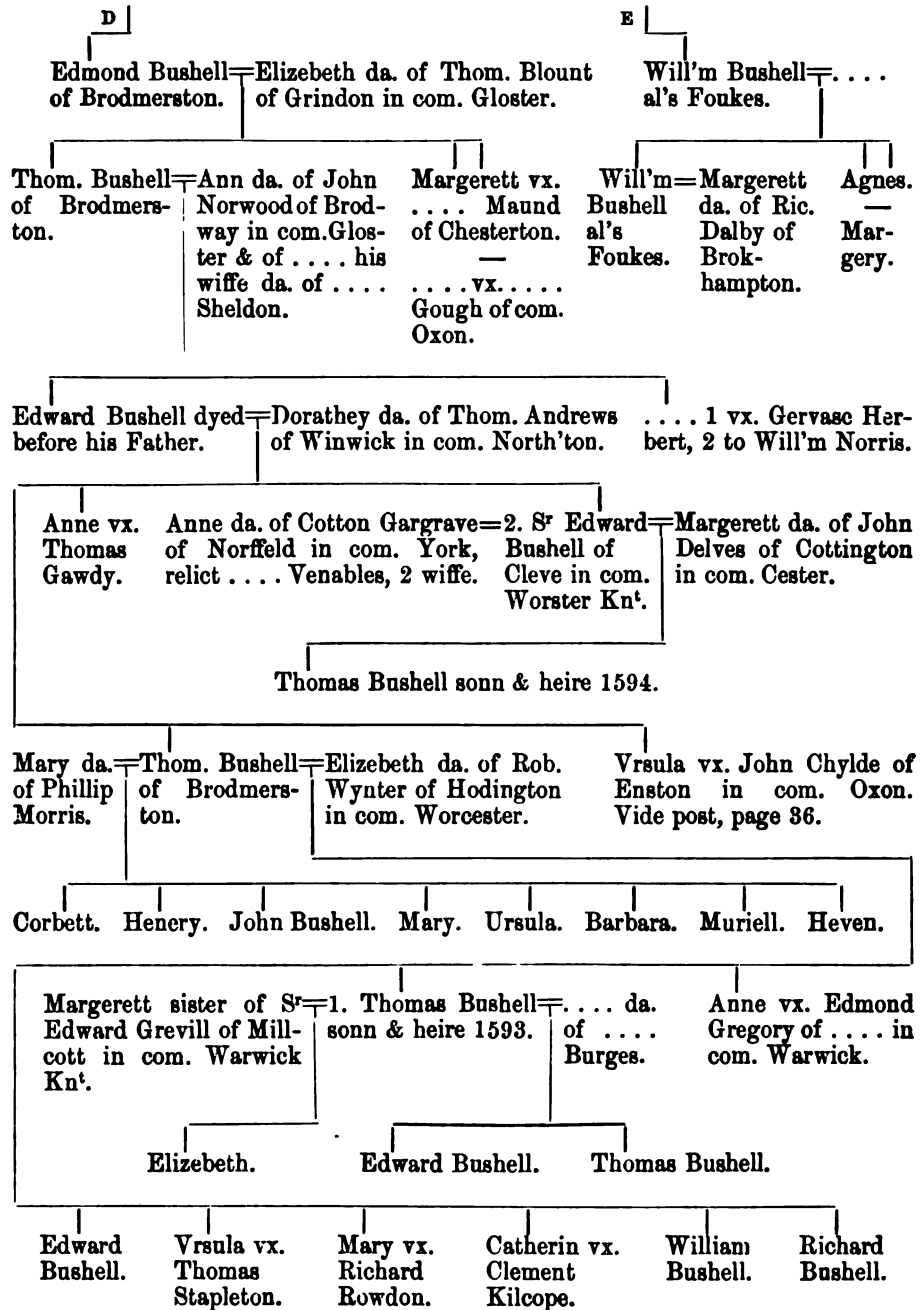 D
E
Edmond Bushell
of Brodmerston.
Elizebeth da. of Thom. Blount
of Grindon in com. Gloster.
Will'm Bushell
al's Foukes.
. . . .
Thom. Bushell
of Brodmers-
ton.
Ann da. of John
Norwood of Brod-
way in com. Glos-
ter & of . . . . his
wiffe da. of . . . .
Sheldon.
Margerett vx.
. . . . Maund
of Chesterton.
—
. . . . vx. . . . .
Gough of com.
Oxon.
Will'm
Bushell
al's
Foukes.
=
Margerett
da. of Ric.
Dalby of
Brok-
hampton.
Agnes.
—
Mar-
gery.
Edward Bushell dyed
before his Father.
Dorathey da. of Thom. Andrews
of Winwick in com. North'ton.
. . . . 1 vx. Gervase Her-
bert, 2 to Will'm Norris.
Anne vx.
Thomas
Gawdy.
Anne da. of Cotton Gargrave
of Norffeld in com. York,
relict . . . . Venables, 2 wiffe.
=
2. Sr Edward
Bushell of
Cleve in com.
Worster Knt.
Margerett da. of John
Delves of Cottington
in com. Cester.
Thomas Bushell sonn & heire 1594.
Mary da.
of Phillip
Morris.
Thom. Bushell
of Brodmers-
ton.
Elizebeth da. of Rob.
Wynter of Hodington
in com. Worcester.
Vrsula vx. John Chylde of
Enston in com. Oxon.
Vide post, page 36.
Corbett. Henery. John Bushell. Mary. Ursula. Barbara. Muriell. Heven.
Margerett sister of Sr
Edward Grevill of Mill-
cott in com. Warwick
Knt.
1. Thomas Bushell
sonn & heire 1593.
. . . . da.
of . . . .
Burges.
Anne vx. Edmond
Gregory of . . . . in
com. Warwick.
Elizebeth.
Edward Bushell.
Thomas Bushell.
Edward
Bushell.
Vrsula vx.
Thomas
Stapleton.
Mary vx.
Richard
Rowdon.
Catherin vx.
Clement
Kilcope.
William
Bushell.
Richard
Bushell.